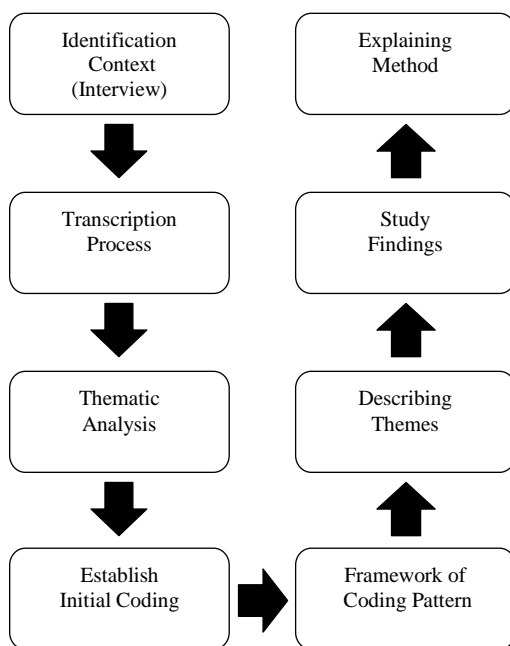 Identification
Context
(Interview)
Transcription
Process
Thematic
Analysis
Establish
Initial Coding
Framework of
Coding Pattern
Describing
Themes
Study
Findings
Explaining
Method